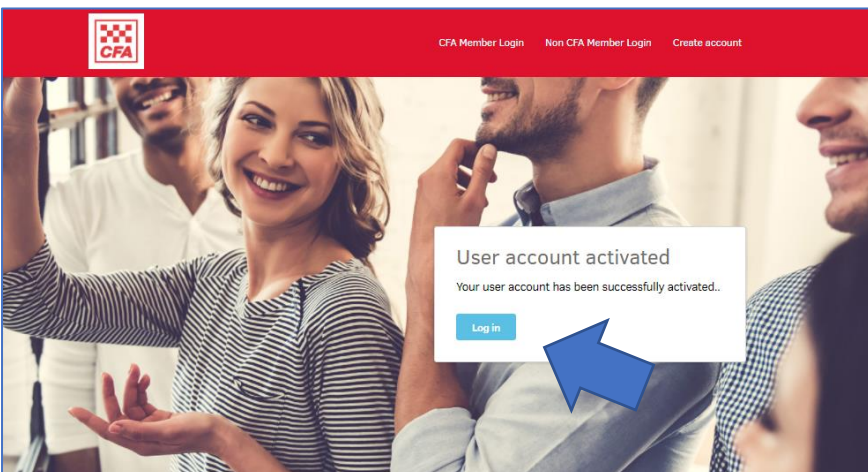 CFA
CFA Member Login Non CFA Member Login Create account
User account activated
Your user account has been successfully activated..
Log in